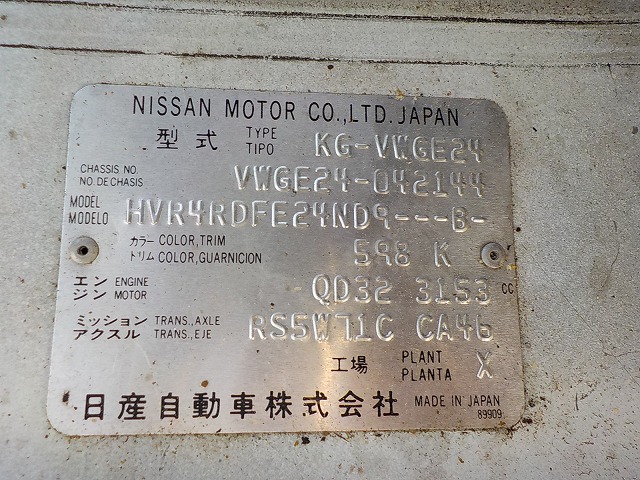 NISSAN MOTOR CO.,LTD. JAPAN
型式 TYPE TIPO KG-VWGE24
CHASSIS NO. NO. DE CHASIS VWGE24-042144
MODEL MODELO HVR4RDFE24ND9---B-
カラー COLOR,TRIM
トリム COLOR,GUARNICION 598 K
エンジン ENGINE MOTOR QD32 3153 CC
ミッション TRANS.,AXLE
アクスル TRANS.,EJE RS5W71C CA46
工場 PLANT PLANTA X
日産自動車株式会社 MADE IN JAPAN
89909